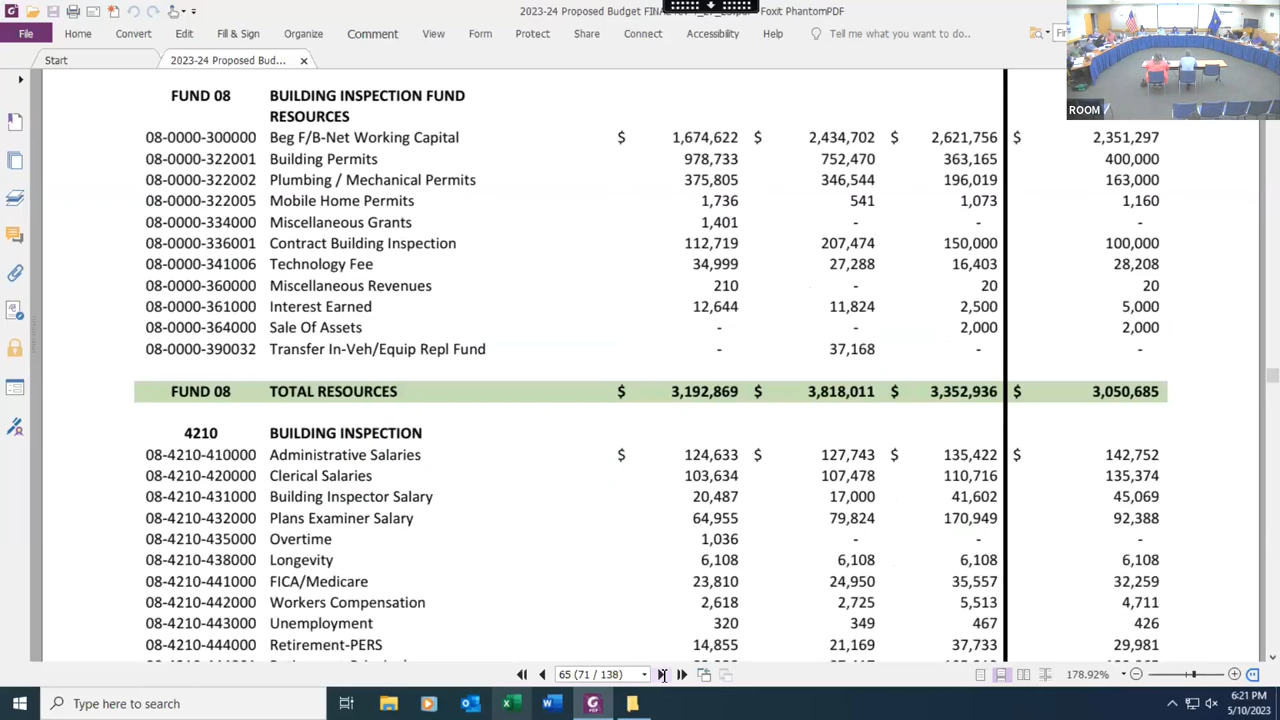 Foxit PhantomPDF
File Home Convert Edit Fill & Sign Organize Comment View Form Protect Share Connect Accessibility Help Tell me what you want to do..
Start 2023-24 Proposed Bud...
ROOM
FUND 08 BUILDING INSPECTION FUND
RESOURCES
08-0000-300000 Beg F/B-Net Working Capital $ 1,674,622 $ 2,434,702 $ 2,621,756 $ 2,351,297
08-0000-322001 Building Permits 978,733 752,470 363,165 400,000
08-0000-322002 Plumbing / Mechanical Permits 375,805 346,544 196,019 163,000
08-0000-322005 Mobile Home Permits 1,736 541 1,073 1,160
08-0000-334000 Miscellaneous Grants 1,401 - - -
08-0000-336001 Contract Building Inspection 112,719 207,474 150,000 100,000
08-0000-341006 Technology Fee 34,999 27,288 16,403 28,208
08-0000-360000 Miscellaneous Revenues 210 - 20 20
08-0000-361000 Interest Earned 12,644 11,824 2,500 5,000
08-0000-364000 Sale Of Assets - - 2,000 2,000
08-0000-390032 Transfer In-Veh/Equip Repl Fund - 37,168 - -
FUND 08 TOTAL RESOURCES $ 3,192,869 $ 3,818,011 $ 3,352,936 $ 3,050,685
4210 BUILDING INSPECTION
08-4210-410000 Administrative Salaries $ 124,633 $ 127,743 $ 135,422 $ 142,752
08-4210-420000 Clerical Salaries 103,634 107,478 110,716 135,374
08-4210-431000 Building Inspector Salary 20,487 17,000 41,602 45,069
08-4210-432000 Plans Examiner Salary 64,955 79,824 170,949 92,388
08-4210-435000 Overtime 1,036 - - -
08-4210-438000 Longevity 6,108 6,108 6,108 6,108
08-4210-441000 FICA/Medicare 23,810 24,950 35,557 32,259
08-4210-442000 Workers Compensation 2,618 2,725 5,513 4,711
08-4210-443000 Unemployment 320 349 467 426
08-4210-444000 Retirement-PERS 14,855 21,169 37,733 29,981
65 (71 / 138) 178.92%
Type here to search 6:21 PM
5/10/2023